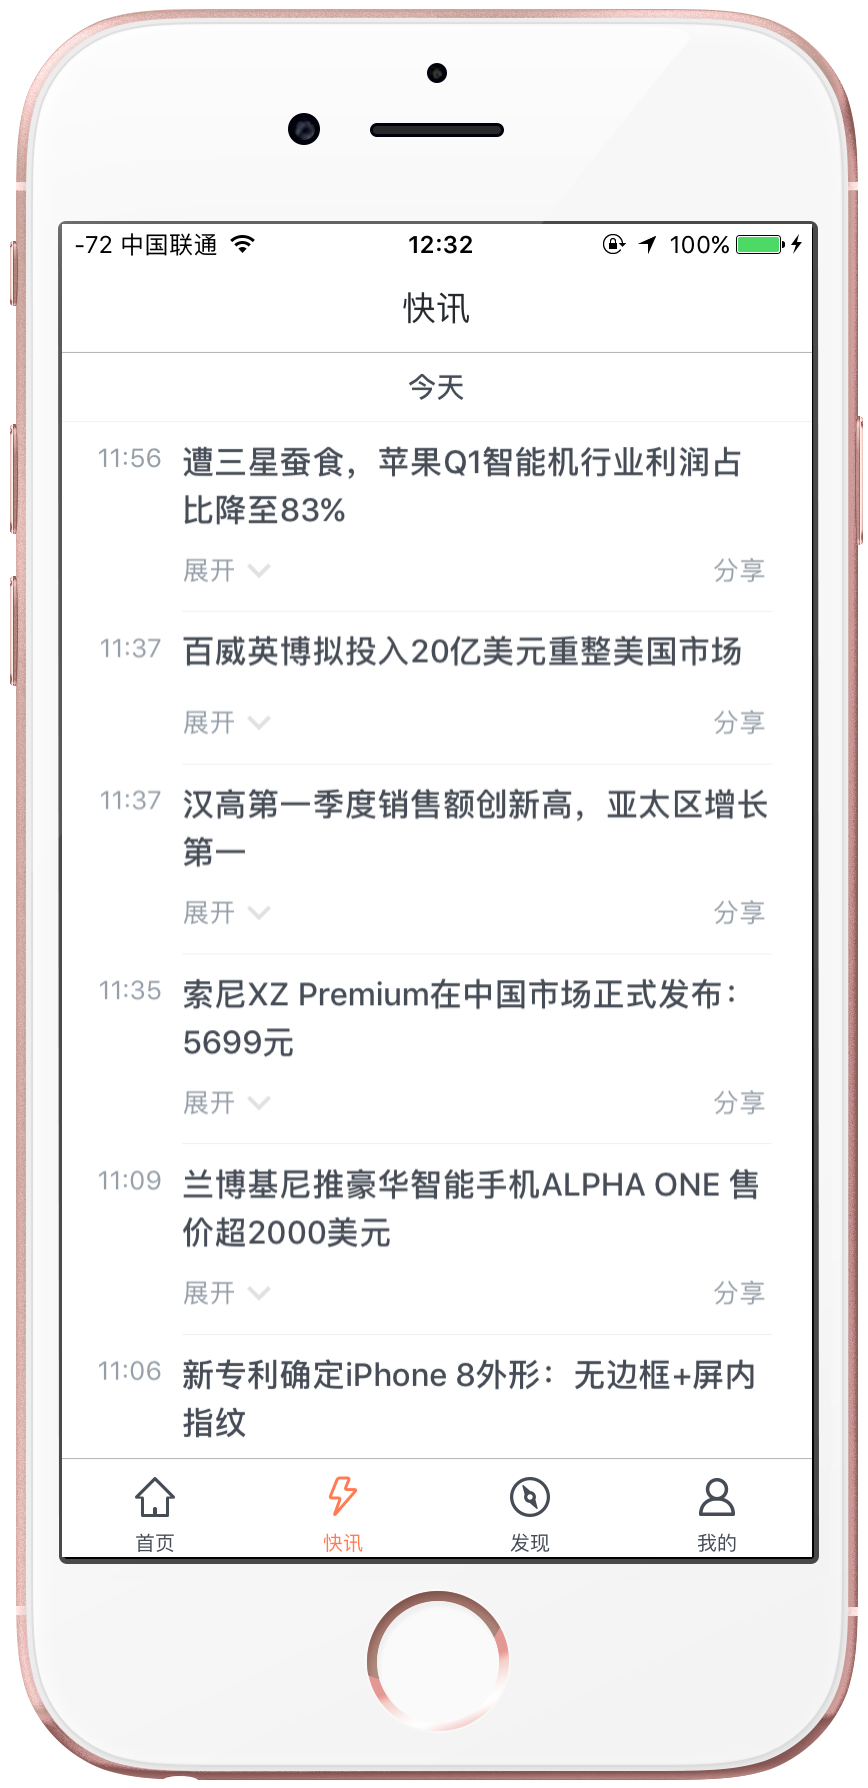 -72 中国联通 12:32 100%
快讯
今天
11:56 遭三星蚕食，苹果Q1智能机行业利润占
比降至83%
展开 分享
11:37 百威英博拟投入20亿美元重整美国市场
展开 分享
11:37 汉高第一季度销售额创新高，亚太区增长
第一
展开 分享
11:35 索尼XZ Premium在中国市场正式发布：
5699元
展开 分享
11:09 兰博基尼推豪华智能手机ALPHA ONE 售
价超2000美元
展开 分享
11:06 新专利确定iPhone 8外形：无边框+屏内
指纹
首页 快讯 发现 我的